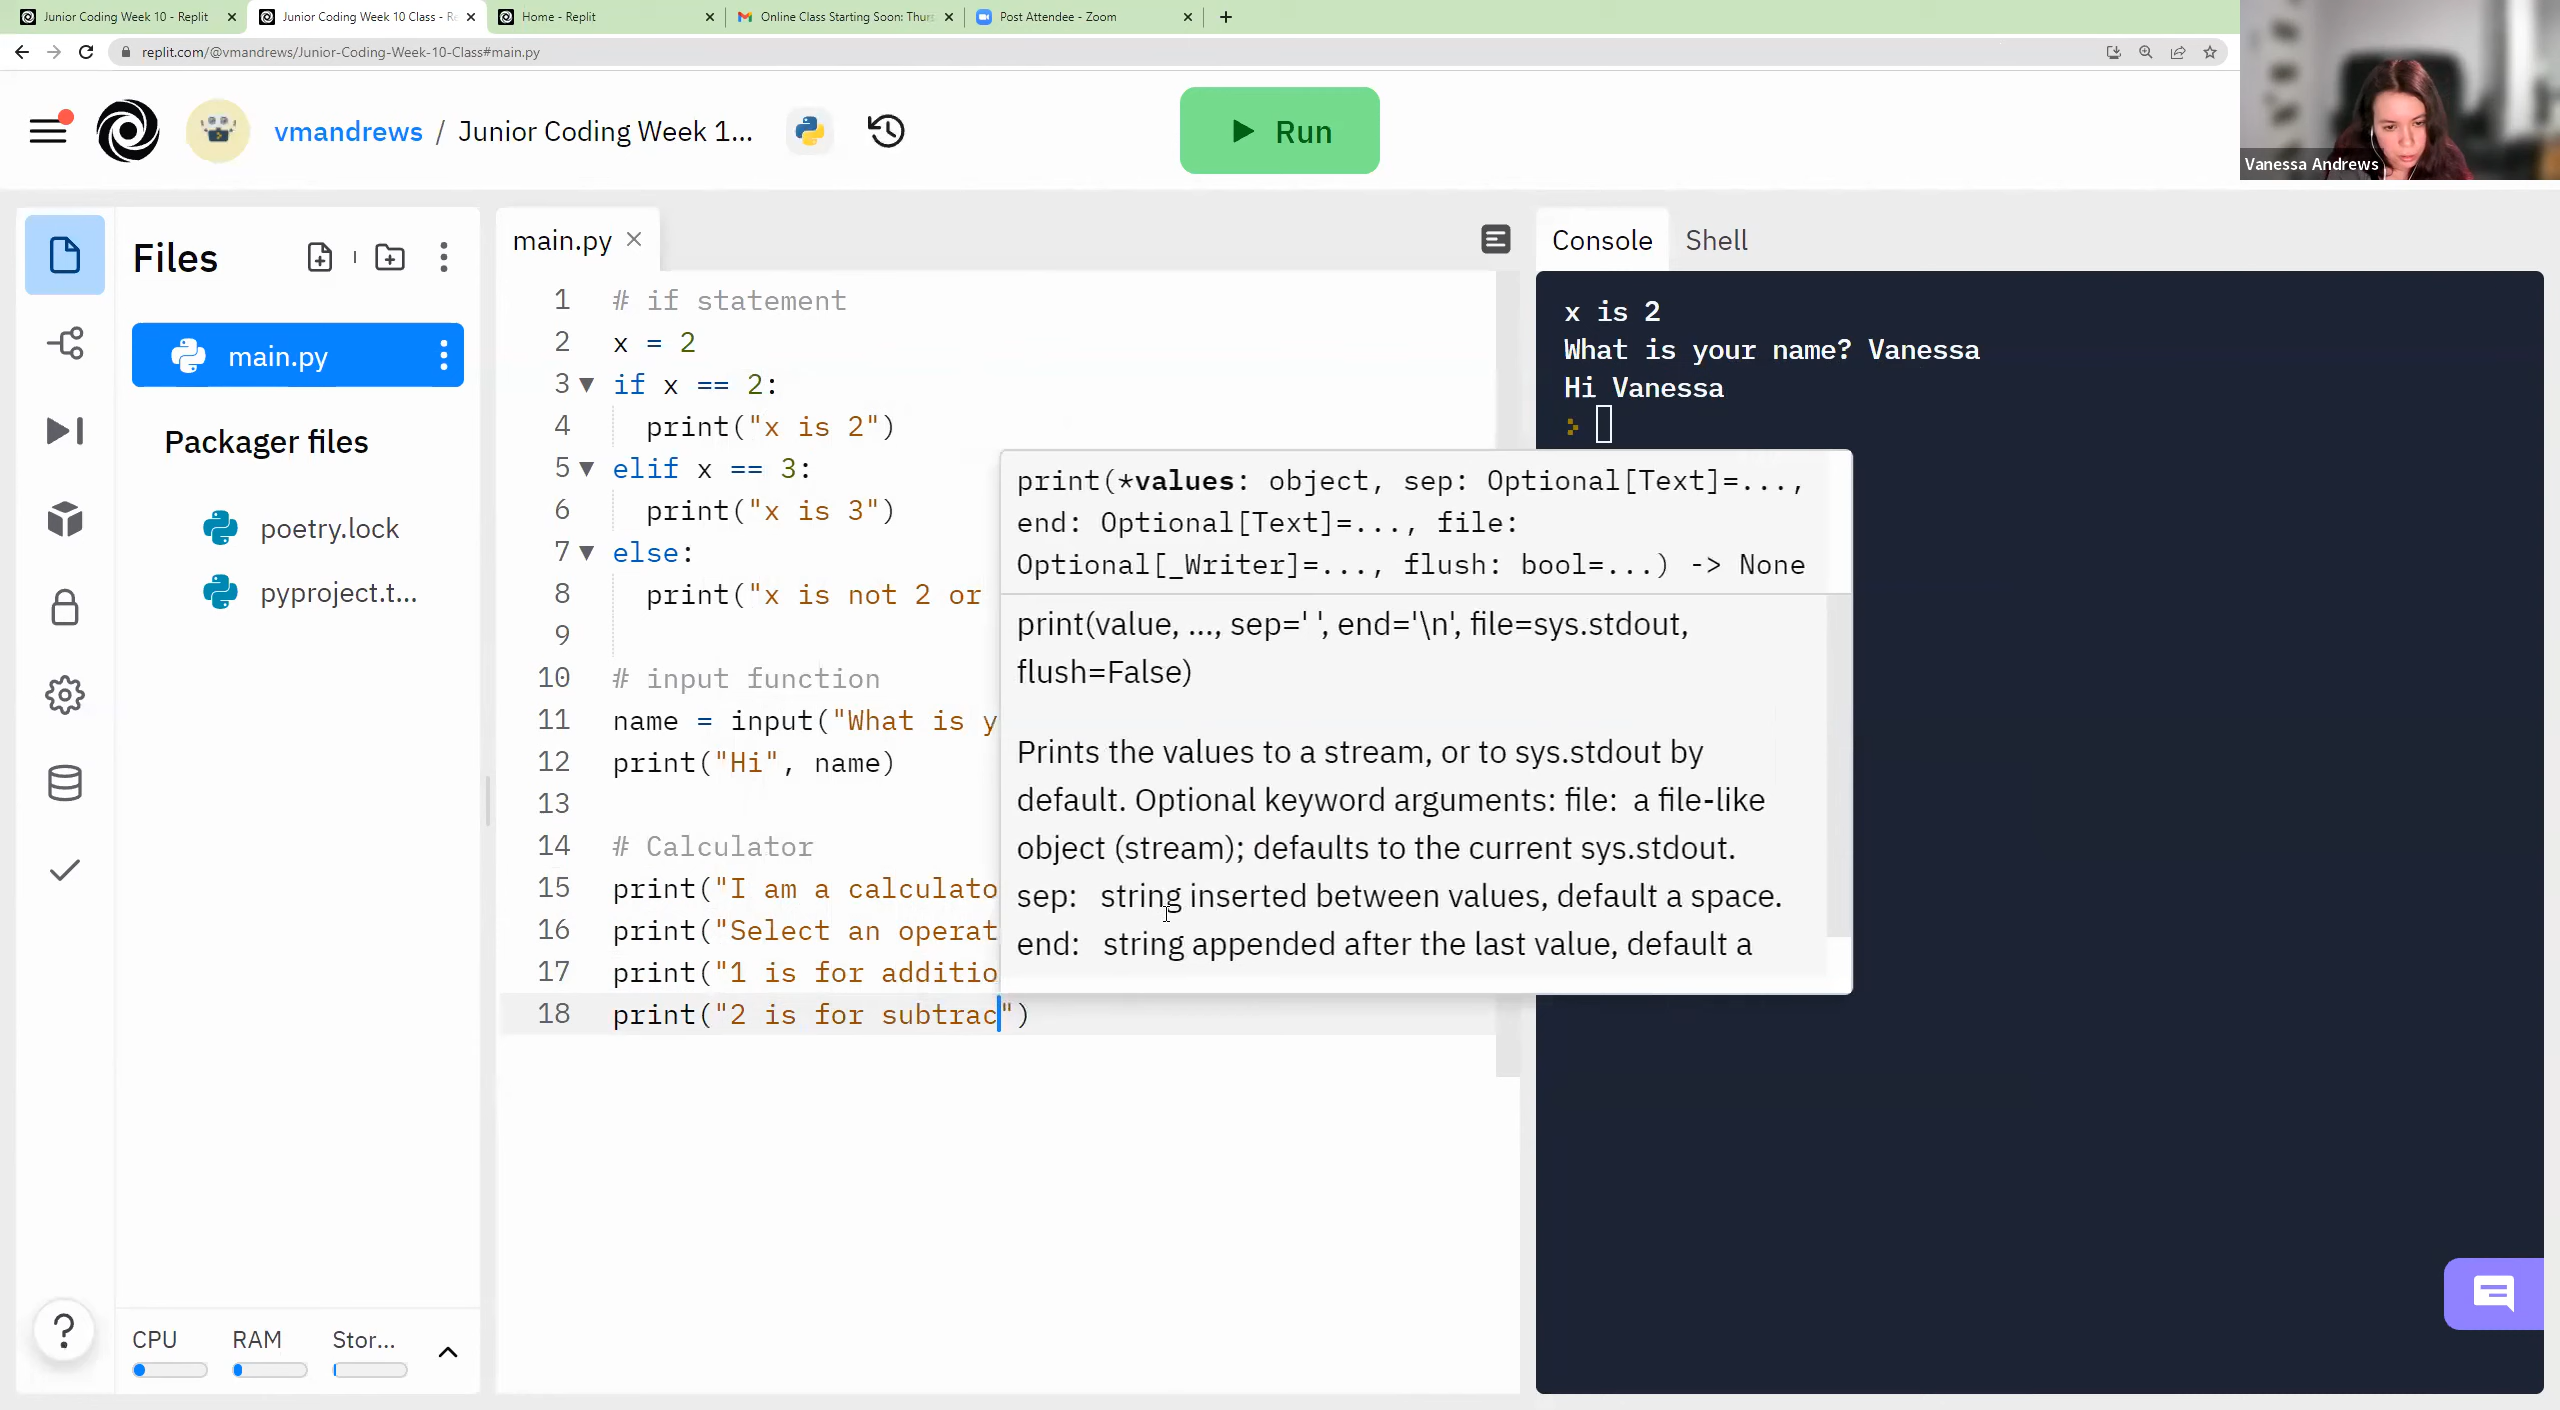 Junior Coding Week 10 - Replit
Junior Coding Week 10 Class - Re
Home - Replit
Online Class Starting Soon: Thurs
Post Attendee - Zoom
replit.com/@vmandrews/Junior-Coding-Week-10-Class#main.py
Vanessa Andrews
vmandrews / Junior Coding Week 1...
Run
Files
main.py
Packager files
poetry.lock
pyproject.t...
CPU RAM Stor...
main.py
1 # if statement
2 x = 2
3 if x == 2:
4 print("x is 2")
5 elif x == 3:
6 print("x is 3")
7 else:
8 print("x is not 2 or
9
10 # input function
11 name = input("What is y
12 print("Hi", name)
13
14 # Calculator
15 print("I am a calculato
16 print("Select an operat
17 print("1 is for additio
18 print("2 is for subtrac")
print(*values: object, sep: Optional[Text]=...,
end: Optional[Text]=..., file:
Optional[_Writer]=..., flush: bool=...) -> None
print(value, ..., sep=' ', end='\n', file=sys.stdout,
flush=False)
Prints the values to a stream, or to sys.stdout by
default. Optional keyword arguments: file: a file-like
object (stream); defaults to the current sys.stdout.
sep: string inserted between values, default a space.
end: string appended after the last value, default a
Console Shell
x is 2
What is your name? Vanessa
Hi Vanessa